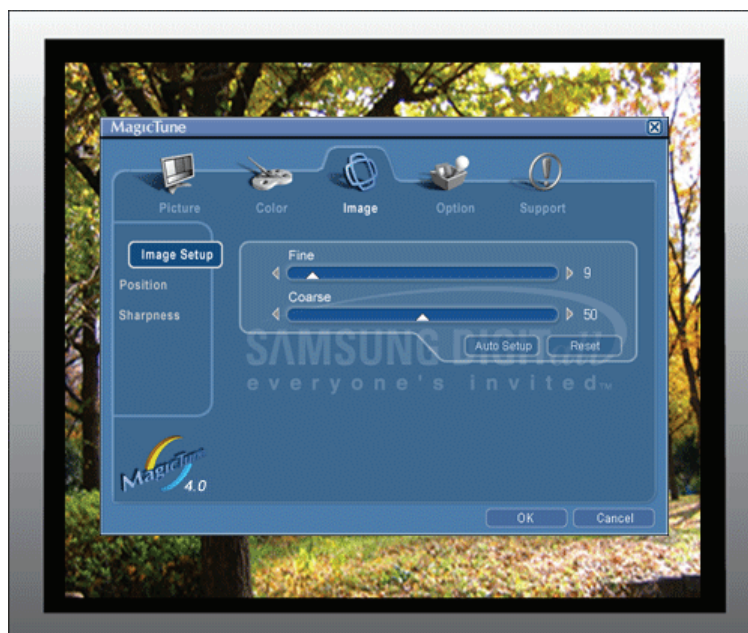 MagicTune
Picture Color Image Option Support
Image Setup
Position
Sharpness
Fine
9
Coarse
50
Auto Setup Reset
SAMSUNG DIGITall
everyone's invited™
MagicTune
4.0
OK Cancel